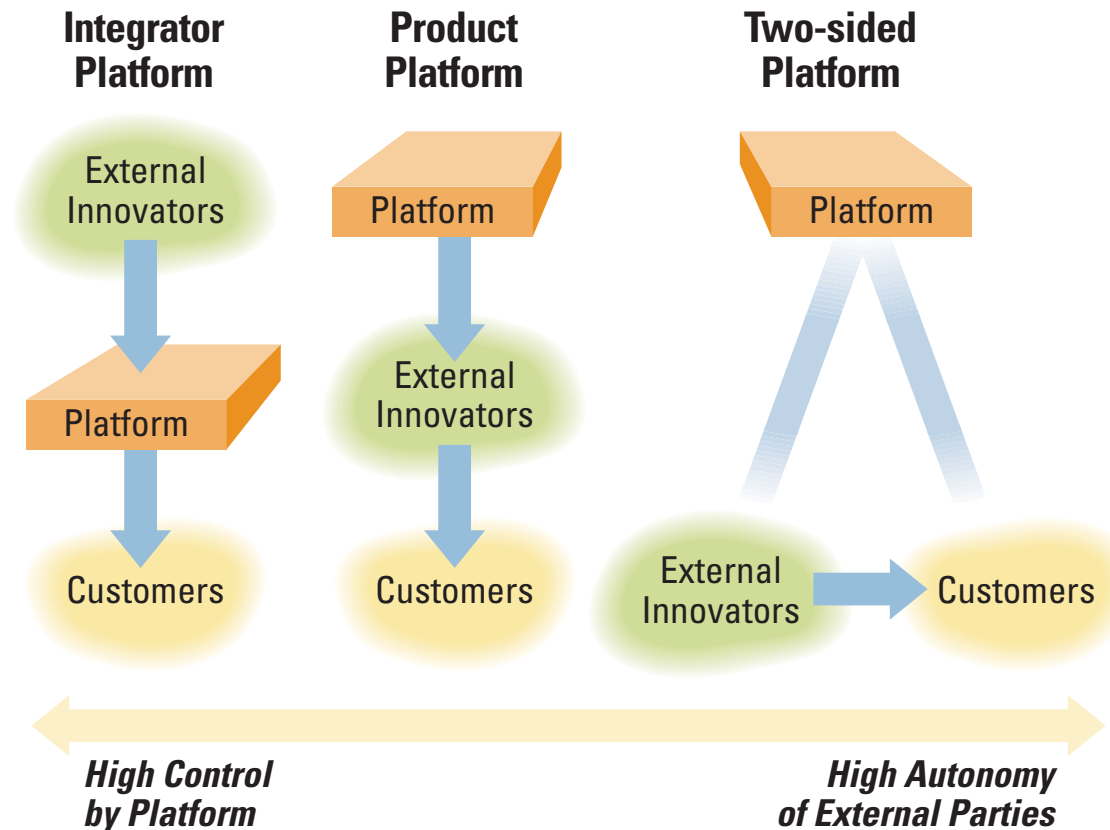 Integrator
Platform
External
Innovators
Platform
Customers
Product
Platform
Platform
External
Innovators
Customers
Two-sided
Platform
Platform
External
Innovators
Customers
High Control
by Platform
High Autonomy
of External Parties